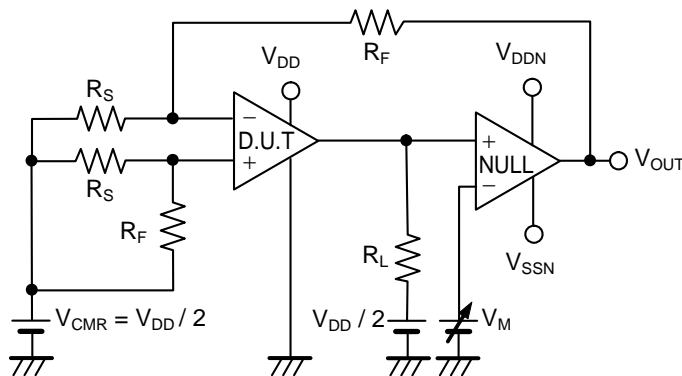 R_F
V_DD
V_DDN
R_S
−
D.U.T
+
+
NULL
−
V_OUT
R_S
R_F
R_L
V_SSN
V_CMR = V_DD / 2
V_DD / 2
V_M